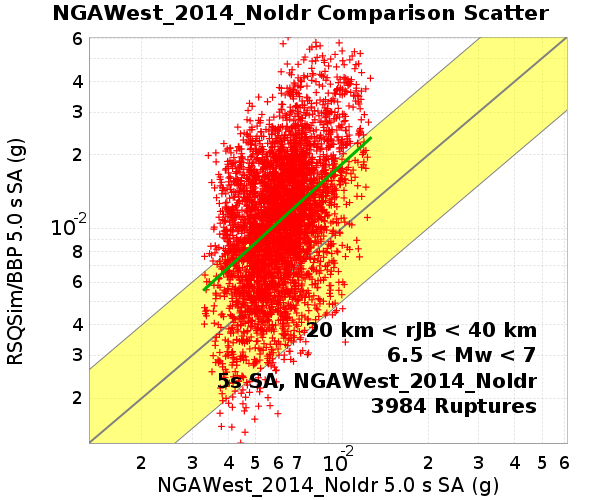 NGAWest_2014_NoIdr Comparison Scatter
6
4
3
2
10-2
8
6
4
3
2
RSQSim/BBP 5.0 s SA (g)
20 km < rJB < 40 km
6.5 < Mw < 7
5s SA, NGAWest_2014_NoIdr
3984 Ruptures
2 3 4 5 6 7 10-2 2 3 4 5 6
NGAWest_2014_NoIdr 5.0 s SA (g)